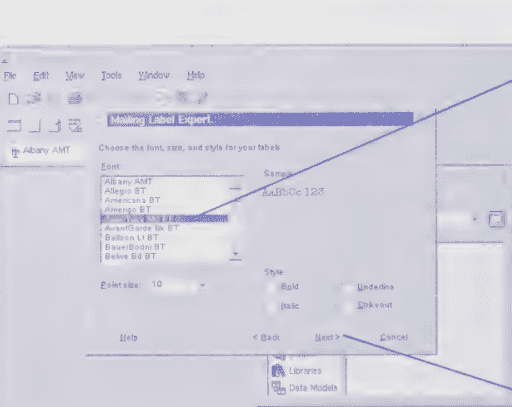 File Edit View Tools Window Help
Mailing Label Expert
Albany AMT
Choose the font, size, and style for your labels
Font:
Sample
Albany AMT
Allegro BT
Americana BT
Amerigo BT
AaBbCc 123
AvantGarde Bk BT
Balloon Lt BT
BauerBodni BT
Belwe Bd BT
Style
Point size: 10
Bold
Underline
Italic
Strikeout
Help
< Back
Next >
Cancel
Libraries
Data Models